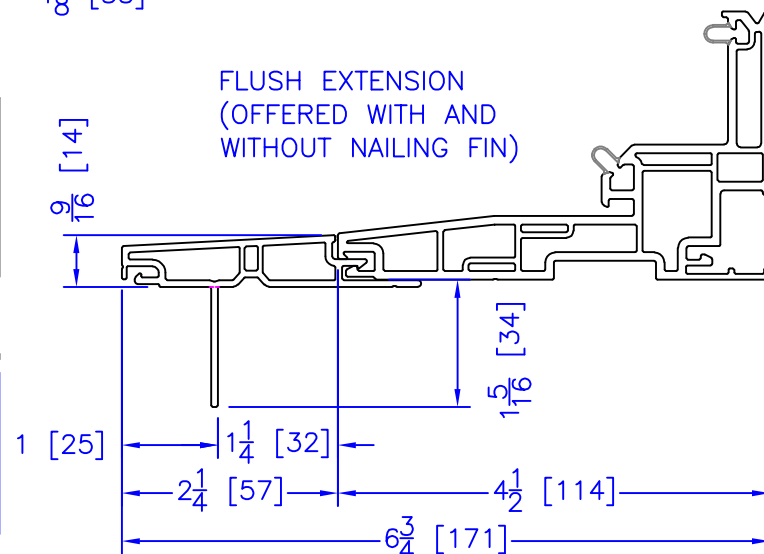 8 [
FLUSH EXTENSION
(OFFERED WITH AND
WITHOUT NAILING FIN)
9/16 [14]
1 5/16 [34]
1 [25]
1 1/4 [32]
2 1/4 [57]
4 1/2 [114]
6 3/4 [171]